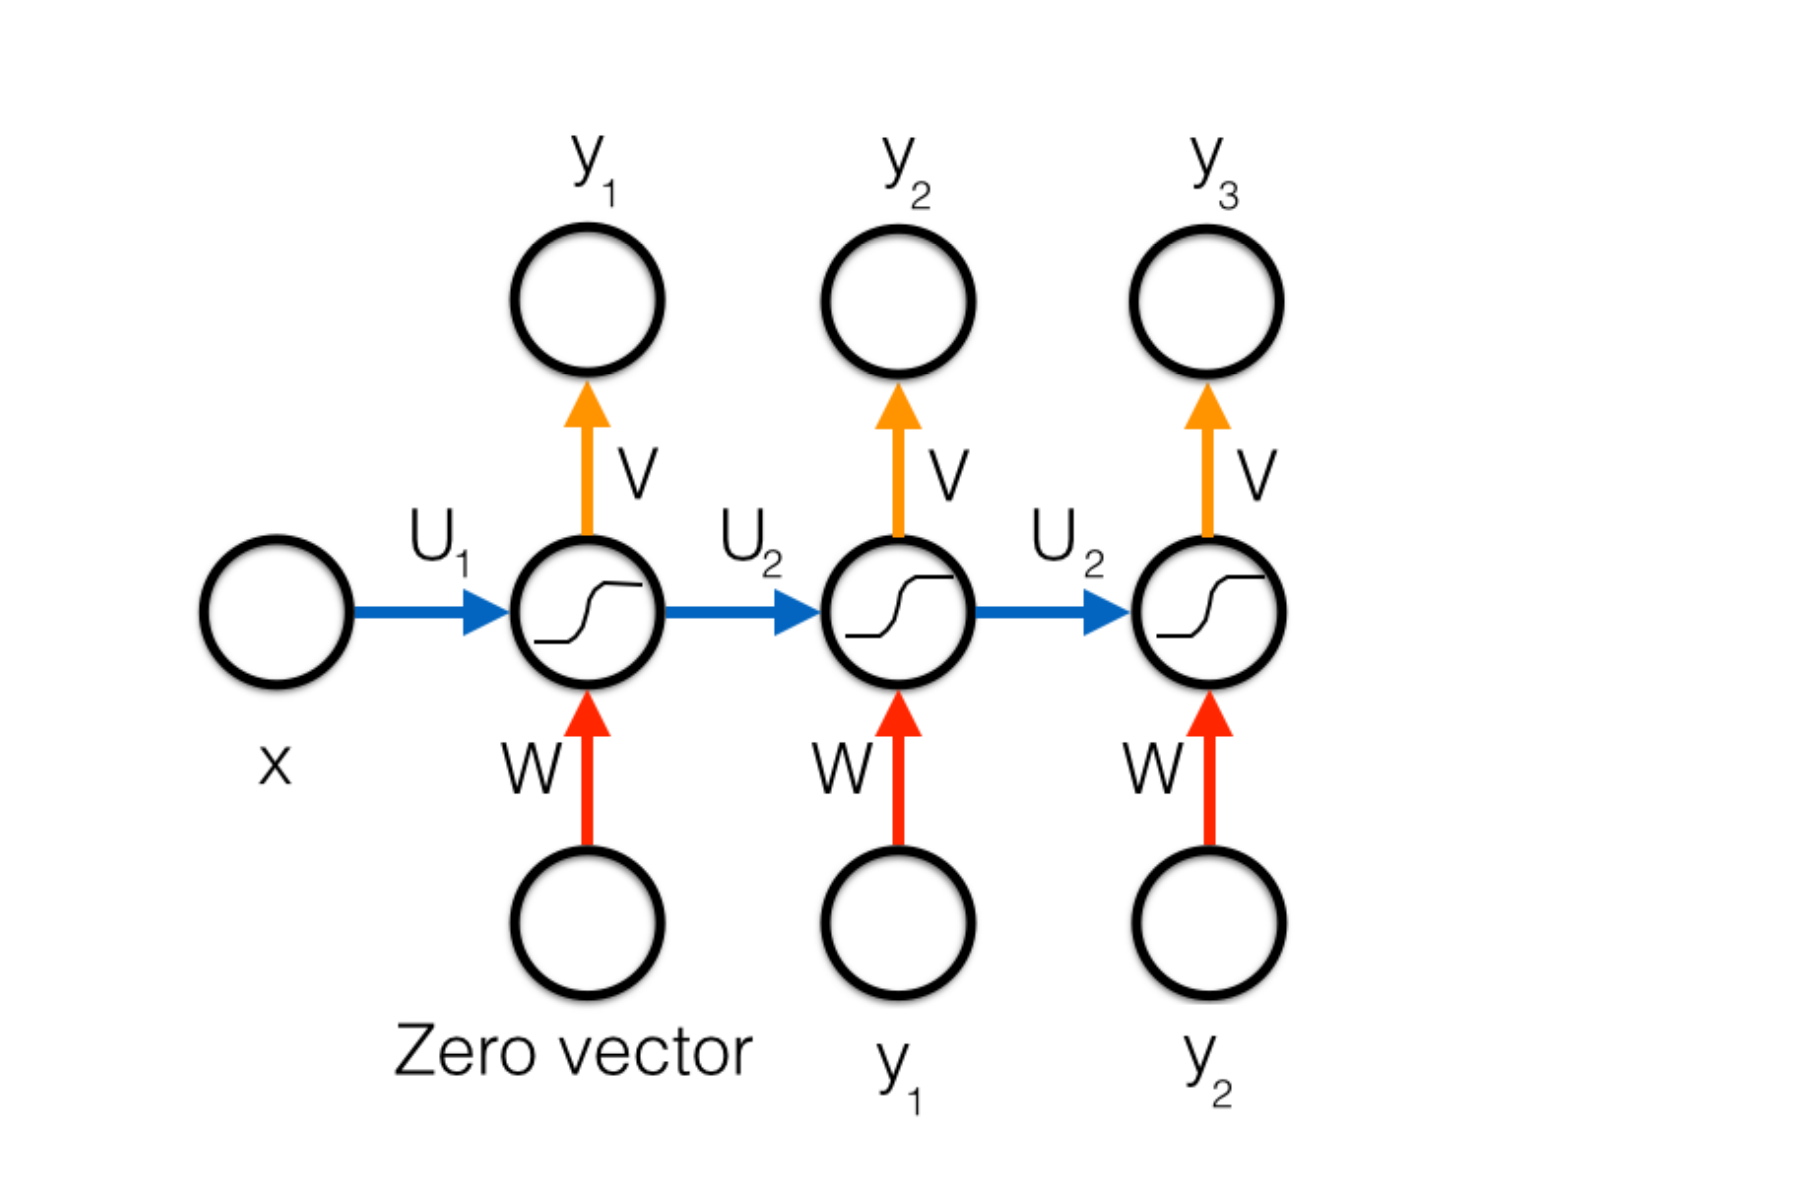 y₁ y₂ y₃
V V V
U₁ U₂ U₂
x W W W
Zero vector y₁ y₂